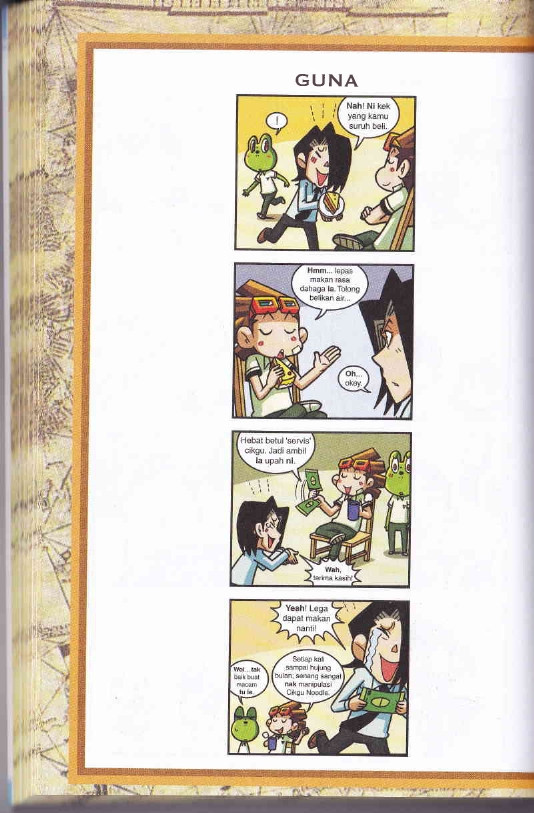 GUNA
!
Nah! Ni kek
yang kamu
suruh beli.
Hmm... lepas
makan rasa
dahaga la. Tolong
belikan air...
Oh...
okay.
Hebat betul 'servis'
cikgu. Jadi ambil
la upah ni.
Wah,
terima kasih!
Yeah! Lega
dapat makan
nanti!
Wei...tak
baik buat
macam
tu la.
Setiap kali
sampai hujung
bulan, senang sangat
nak manipulasi
Cikgu Needle.